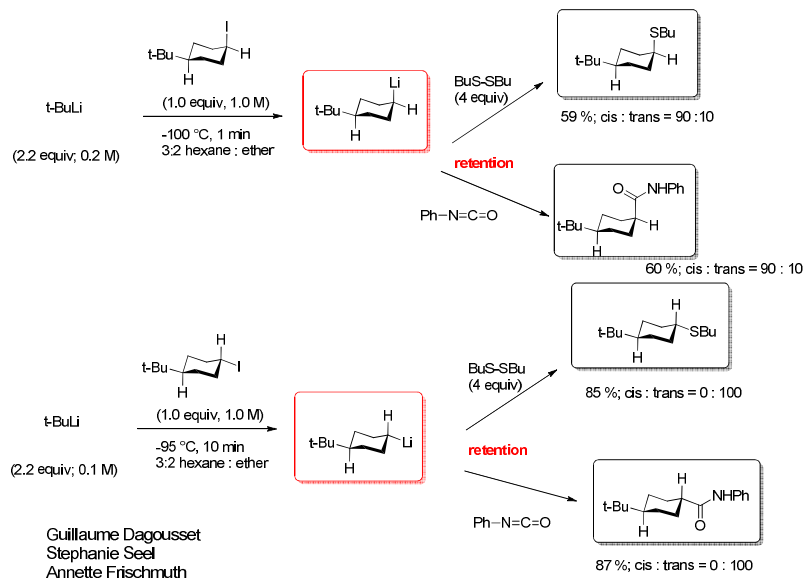 I
t-Bu
H
H
t-BuLi
(2.2 equiv; 0.2 M)
(1.0 equiv, 1.0 M)
-100 °C, 1 min
3:2 hexane : ether
Li
t-Bu
H
H
BuS-SBu
(4 equiv)
retention
Ph-N=C=O
SBu
t-Bu
H
H
59 %; cis : trans = 90 :10
O
NHPh
t-Bu
H
H
60 %; cis : trans = 90 : 10
H
t-Bu
I
H
t-BuLi
(2.2 equiv; 0.1 M)
(1.0 equiv, 1.0 M)
-95 °C, 10 min
3:2 hexane : ether
H
t-Bu
Li
H
BuS-SBu
(4 equiv)
retention
Ph-N=C=O
H
t-Bu
SBu
H
85 %; cis : trans = 0 : 100
H
t-Bu
NHPh
H
O
87 %; cis : trans = 0 : 100
Guillaume Dagousset
Stephanie Seel
Annette Frischmuth